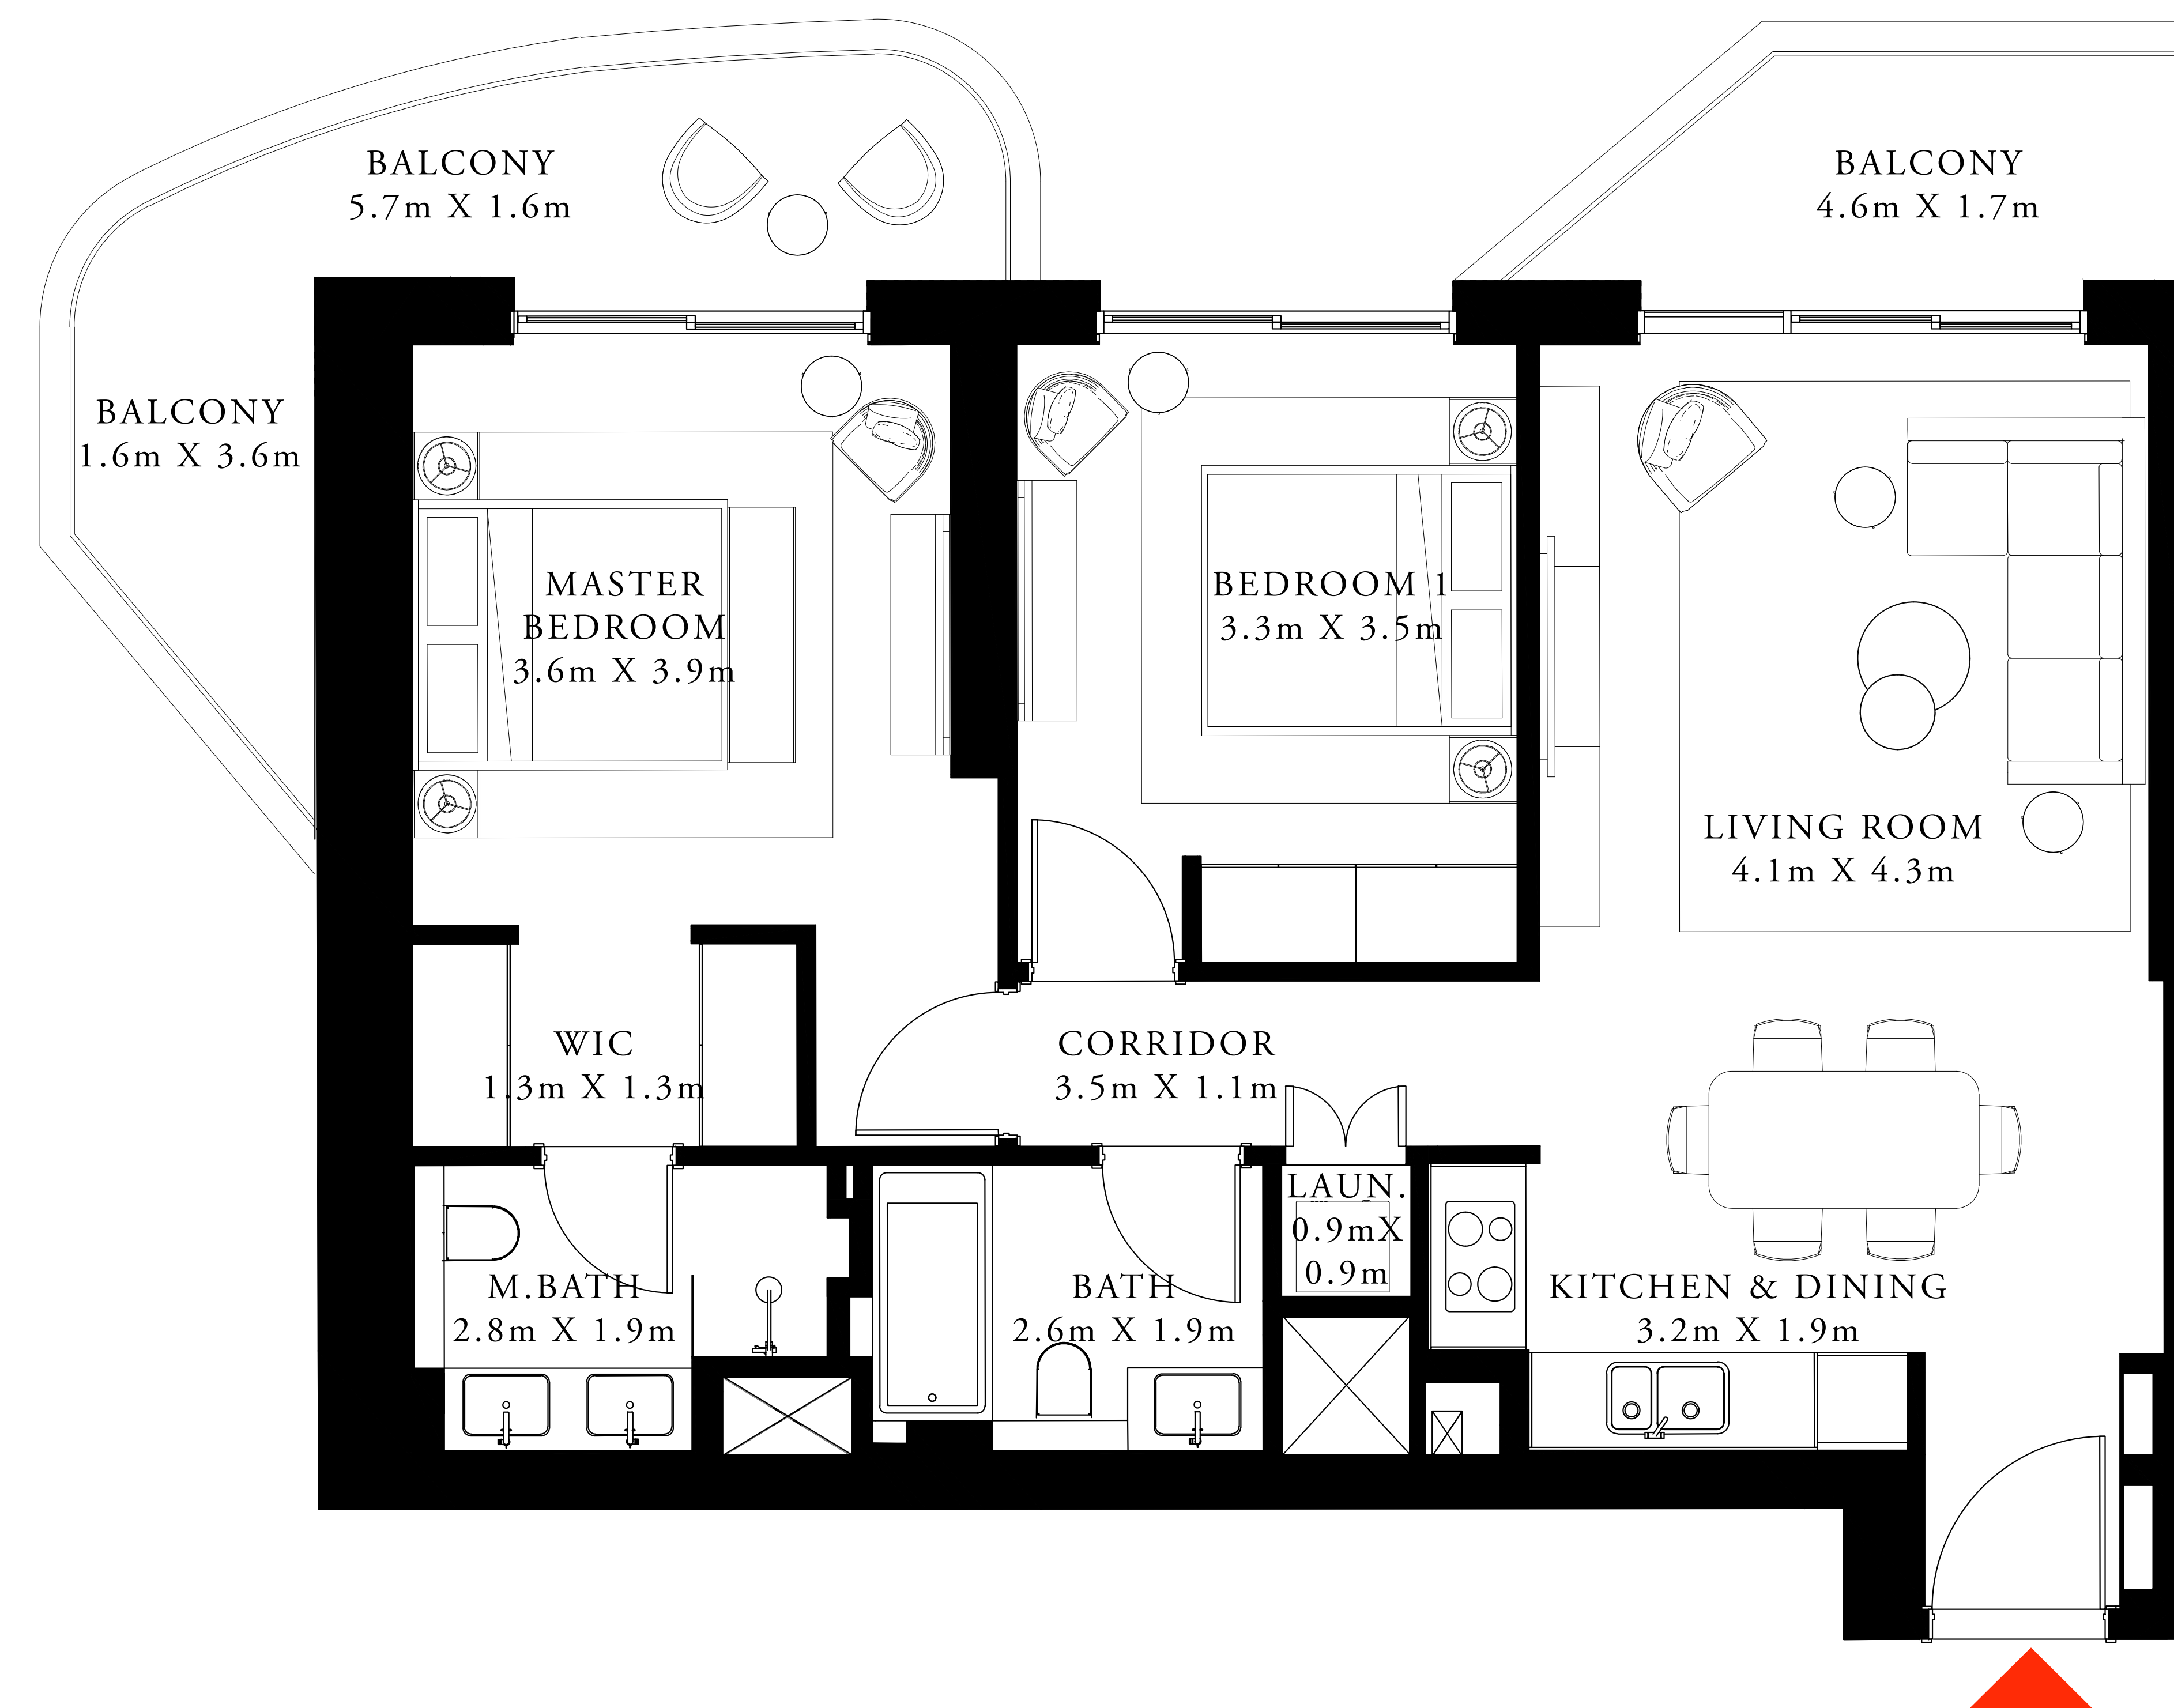 BALCONY
5.7m X 1.6m
BALCONY
4.6m X 1.7m
BALCONY
1.6m X 3.6m
MASTER
BEDROOM
3.6m X 3.9m
BEDROOM 1
3.3m X 3.5m
LIVING ROOM
4.1m X 4.3m
WIC
1.3m X 1.3m
CORRIDOR
3.5m X 1.1m
LAUN.
0.9mX
0.9m
M.BATH
2.8m X 1.9m
BATH
2.6m X 1.9m
KITCHEN & DINING
3.2m X 1.9m